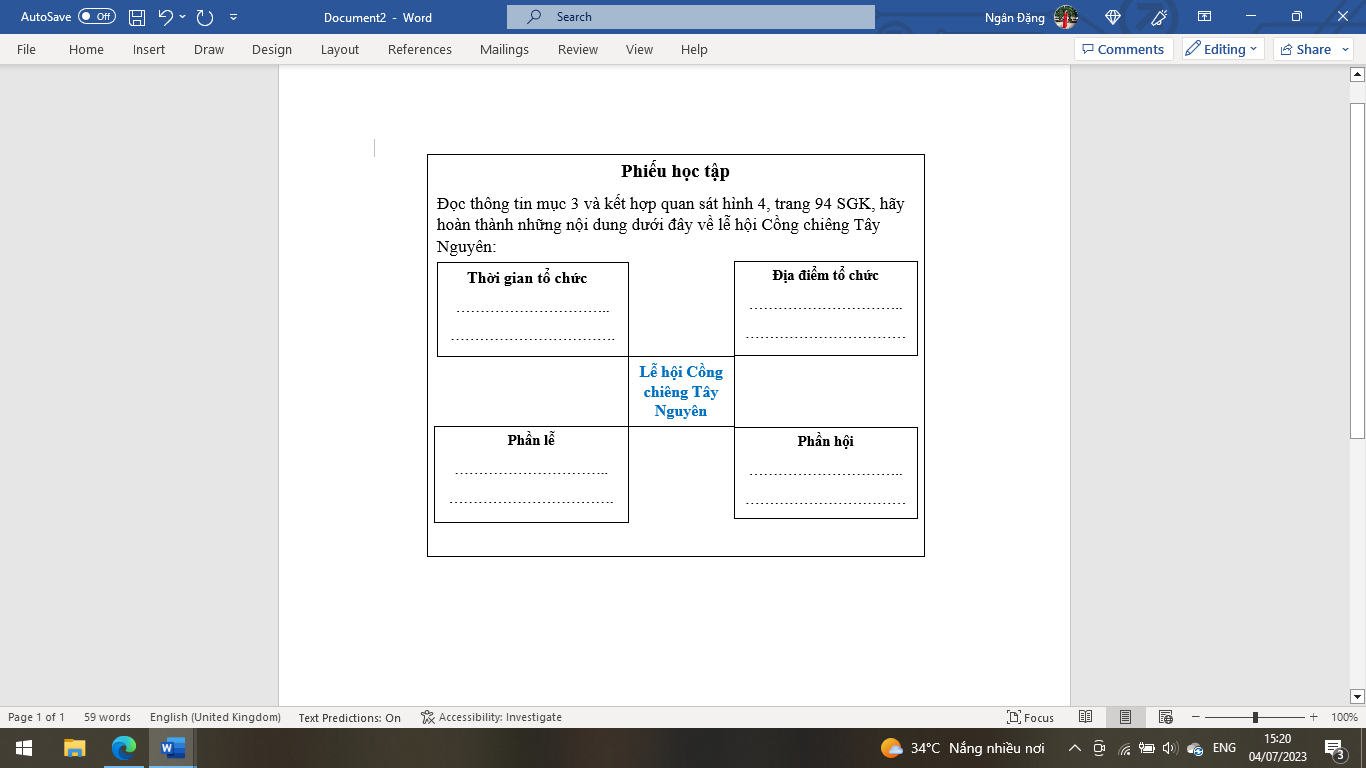 AutoSave Off Document2 - Word Search Ngân Đặng
File Home Insert Draw Design Layout References Mailings Review View Help Comments Editing Share
Phiếu học tập
Đọc thông tin mục 3 và kết hợp quan sát hình 4, trang 94 SGK, hãy
hoàn thành những nội dung dưới đây về lễ hội Cồng chiêng Tây
Nguyên:
Thời gian tổ chức
…………………………..
…………………………….
Địa điểm tổ chức
…………………………..
……………………………
Lễ hội Cồng
chiêng Tây
Nguyên
Phần lễ
…………………………..
…………………………….
Phần hội
…………………………..
……………………………
Page 1 of 1 59 words English (United Kingdom) Text Predictions: On Accessibility: Investigate Focus 100%
34°C Nắng nhiều nơi ENG 15:20
04/07/2023 3